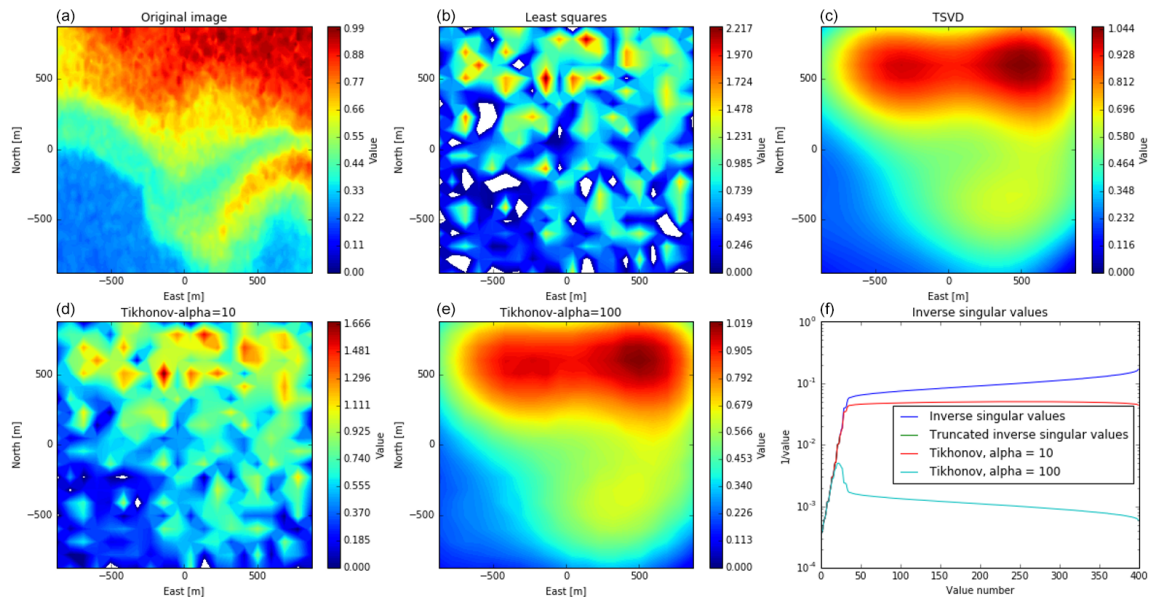 (a) Original image
0.99
0.88
0.77
0.66
0.55
0.44
0.33
0.22
0.11
0.00
Value
500
0
−500
North [m]
−500 0 500
East [m]
(b) Least squares
2.217
1.970
1.724
1.478
1.231
0.985
0.739
0.493
0.246
0.000
Value
500
0
−500
North [m]
−500 0 500
East [m]
(c) TSVD
1.044
0.928
0.812
0.696
0.580
0.464
0.348
0.232
0.116
0.000
Value
500
0
−500
North [m]
−500 0 500
East [m]
(d) Tikhonov-alpha=10
1.666
1.481
1.296
1.111
0.925
0.740
0.555
0.370
0.185
0.000
Value
500
0
−500
North [m]
−500 0 500
East [m]
(e) Tikhonov-alpha=100
1.019
0.905
0.792
0.679
0.566
0.453
0.339
0.226
0.113
0.000
Value
500
0
−500
North [m]
−500 0 500
East [m]
(f) Inverse singular values
10^0
10^-1
10^-2
10^-3
10^-4
1/value
Inverse singular values
Truncated inverse singular values
Tikhonov, alpha = 10
Tikhonov, alpha = 100
0 50 100 150 200 250 300 350 400
Value number